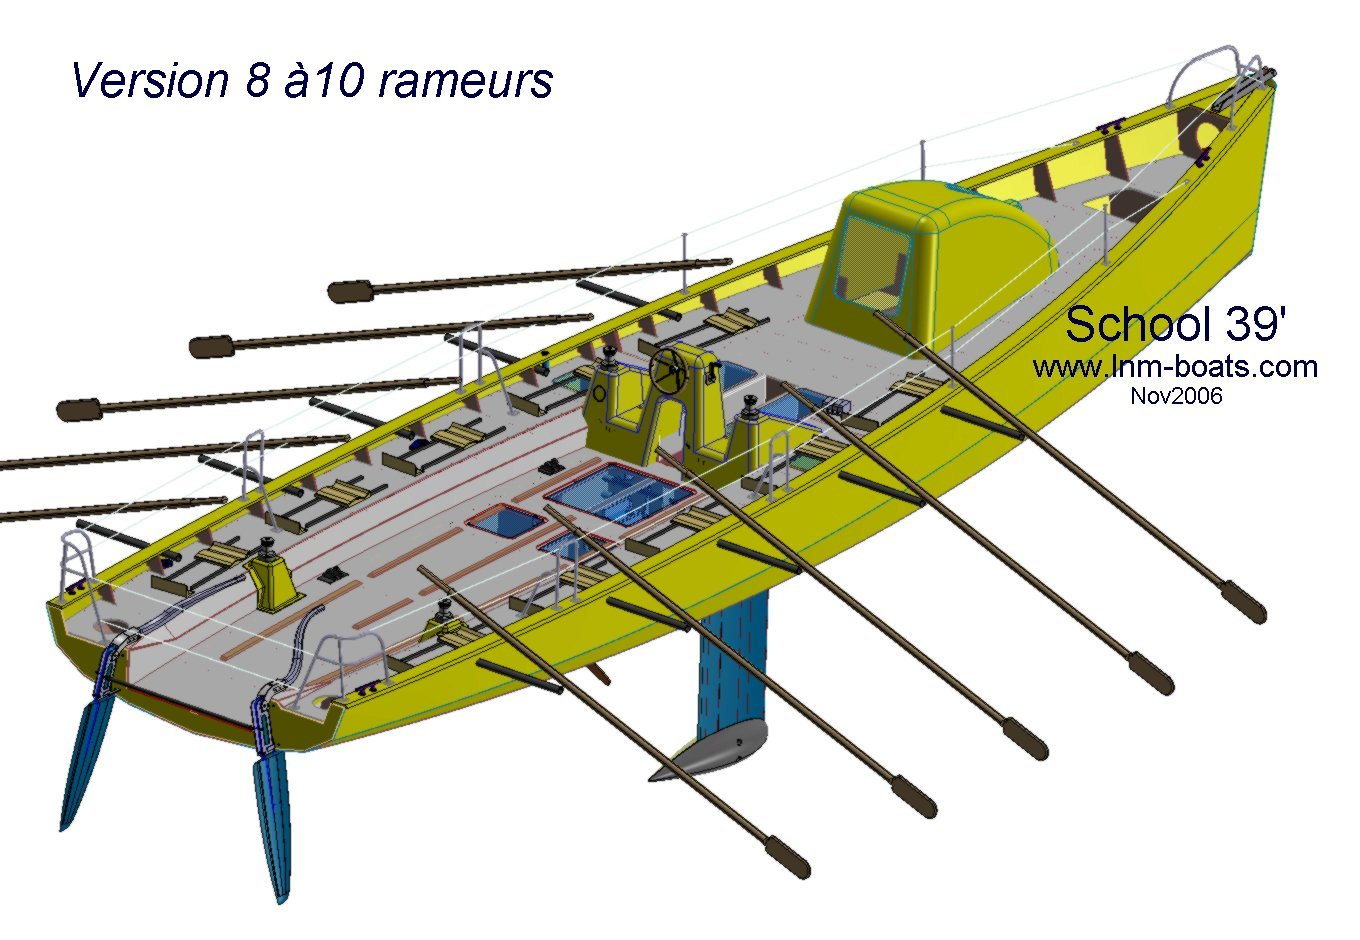 Version 8 à10 rameurs
School 39'
www.lnm-boats.com
Nov2006